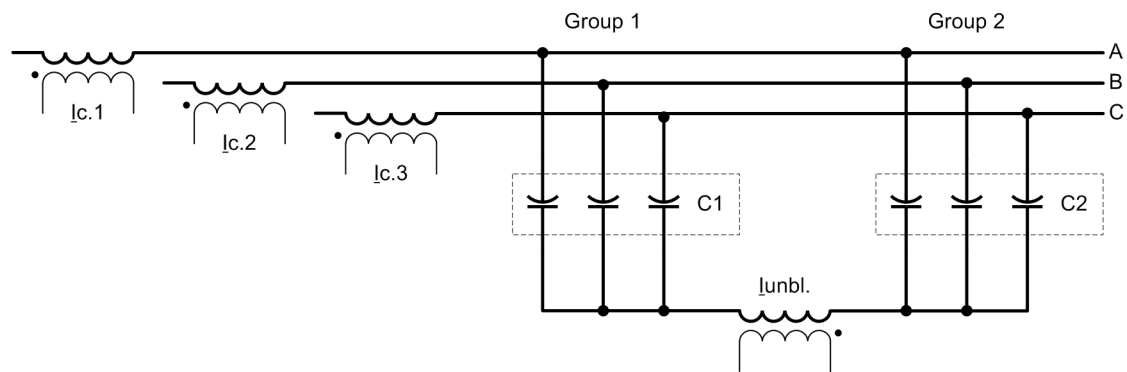 Group 1
Group 2
A
B
C
Ic.1
Ic.2
Ic.3
C1
C2
Iunbl.